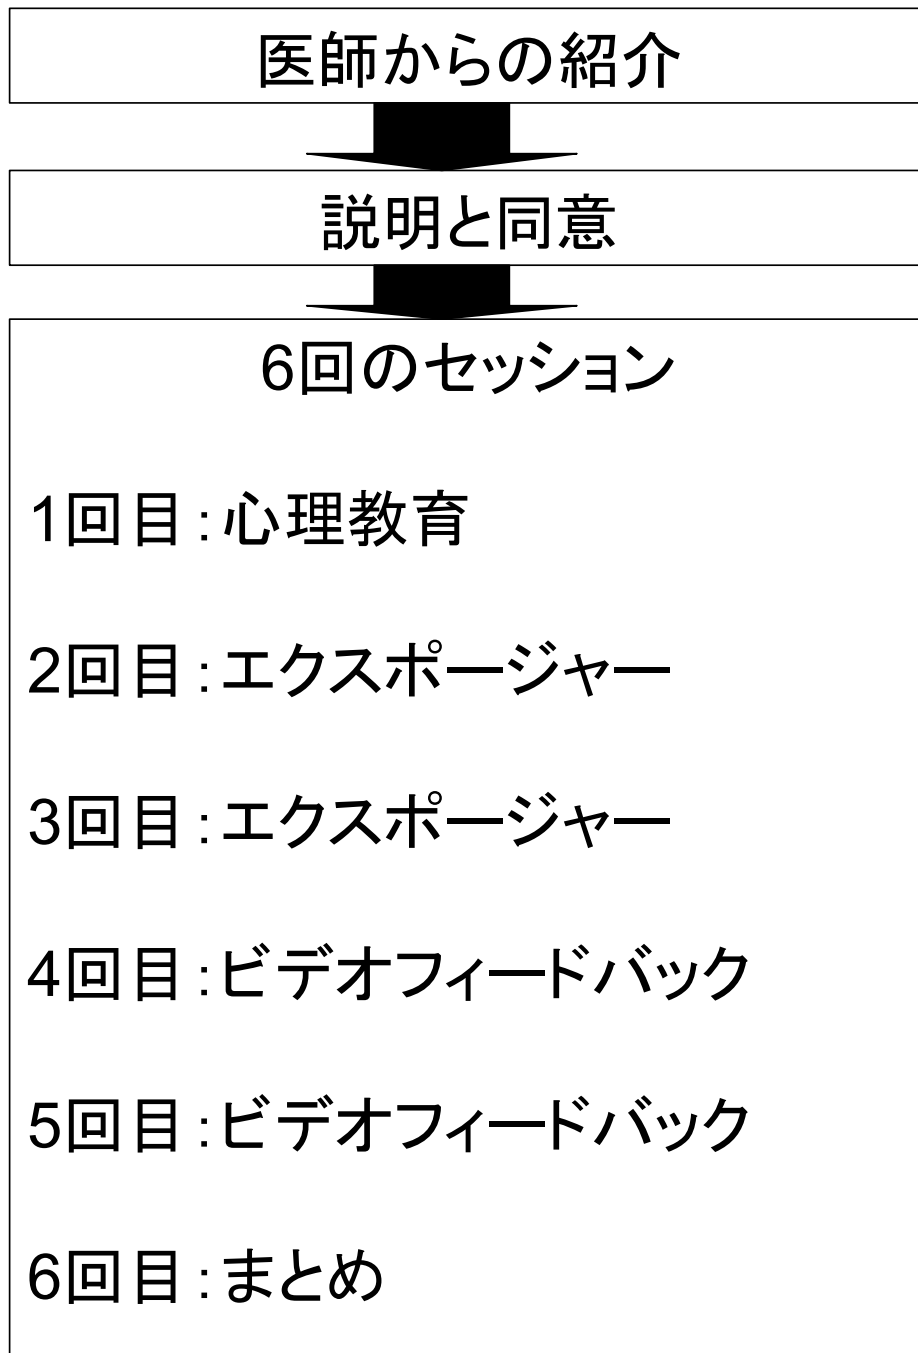 医師からの紹介
説明と同意
6回のセッション
1回目：心理教育
2回目：エクスポージャー
3回目：エクスポージャー
4回目：ビデオフィードバック
5回目：ビデオフィードバック
6回目：まとめ